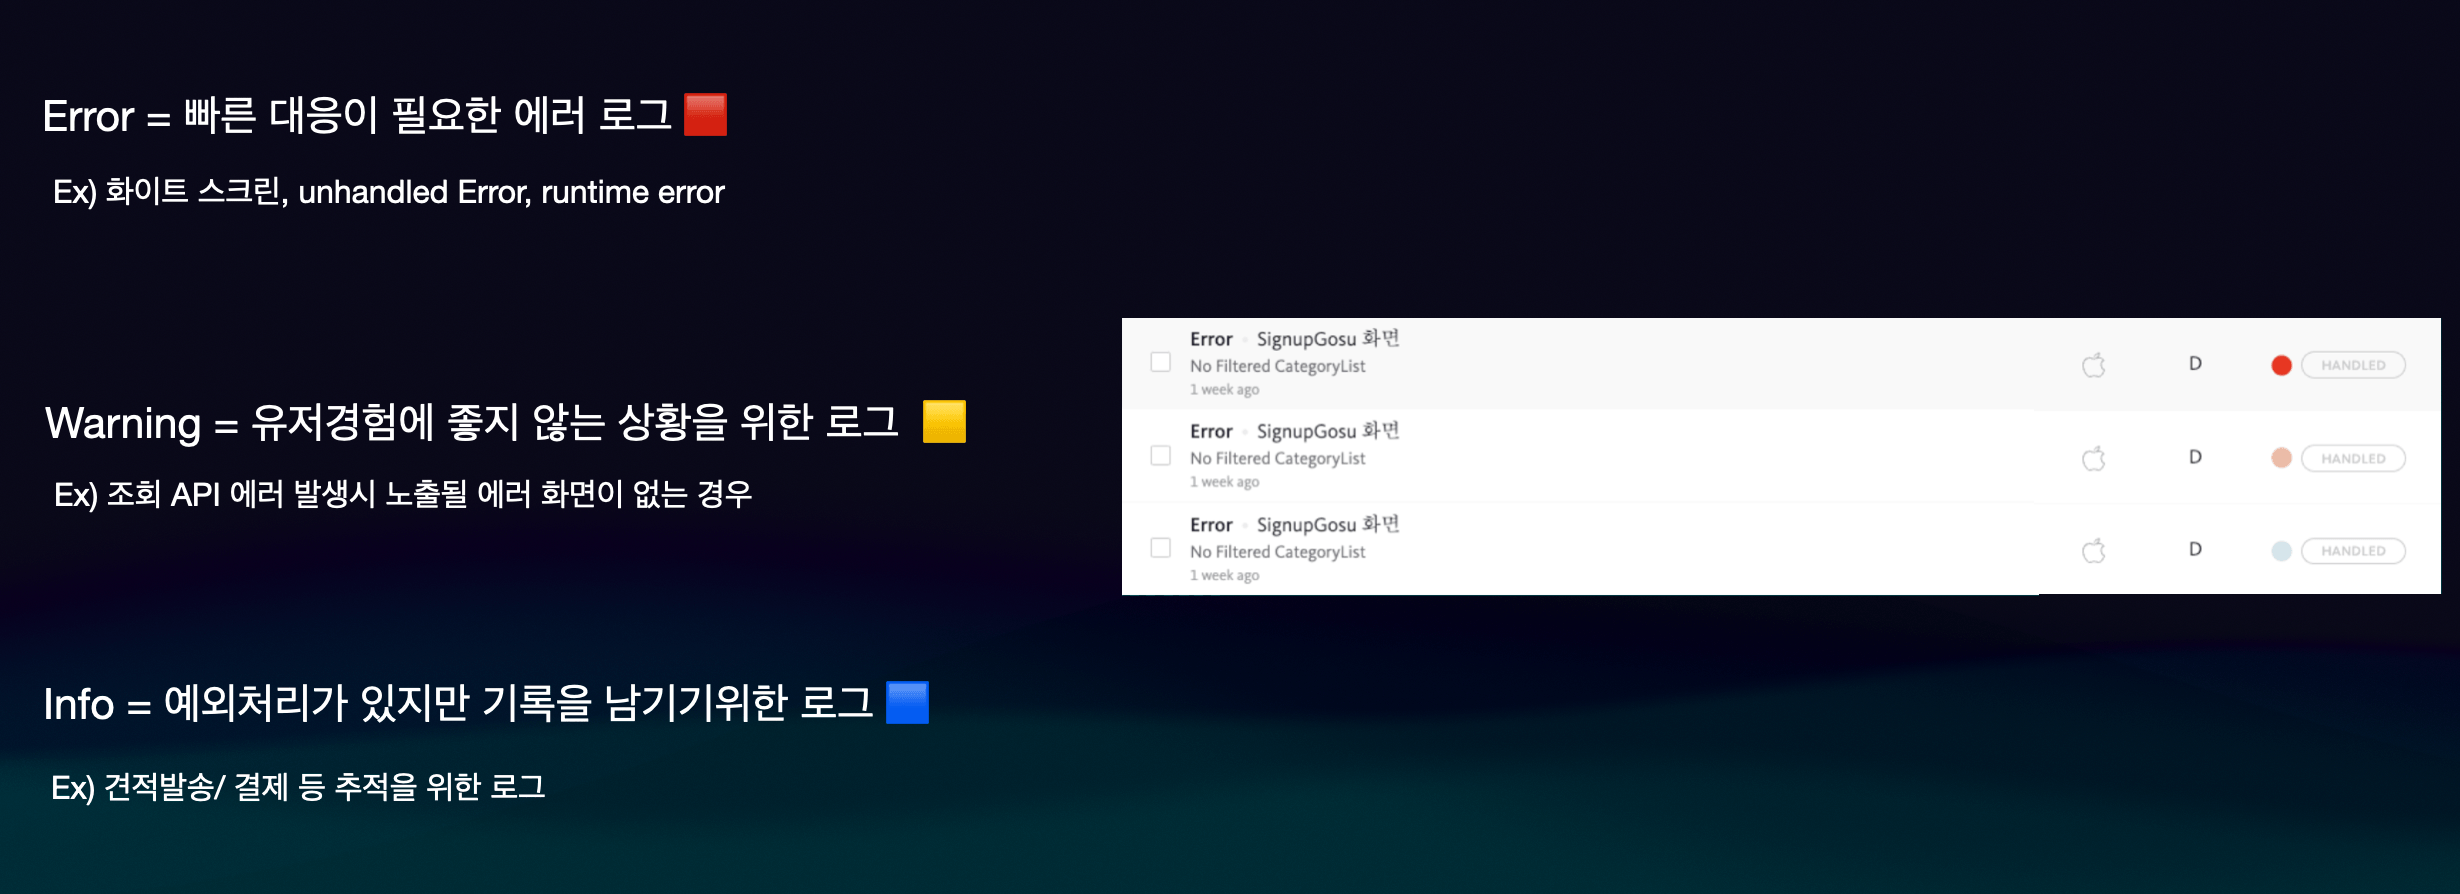 Error = 빠른 대응이 필요한 에러 로그
Ex) 화이트 스크린, unhandled Error, runtime error
Warning = 유저경험에 좋지 않는 상황을 위한 로그
Ex) 조회 API 에러 발생시 노출될 에러 화면이 없는 경우
Info = 예외처리가 있지만 기록을 남기기위한 로그
Ex) 견적발송/ 결제 등 추적을 위한 로그
Error SignupGosu 화면
No Filtered CategoryList
1 week ago
D
HANDLED
Error SignupGosu 화면
No Filtered CategoryList
1 week ago
D
HANDLED
Error SignupGosu 화면
No Filtered CategoryList
1 week ago
D
HANDLED